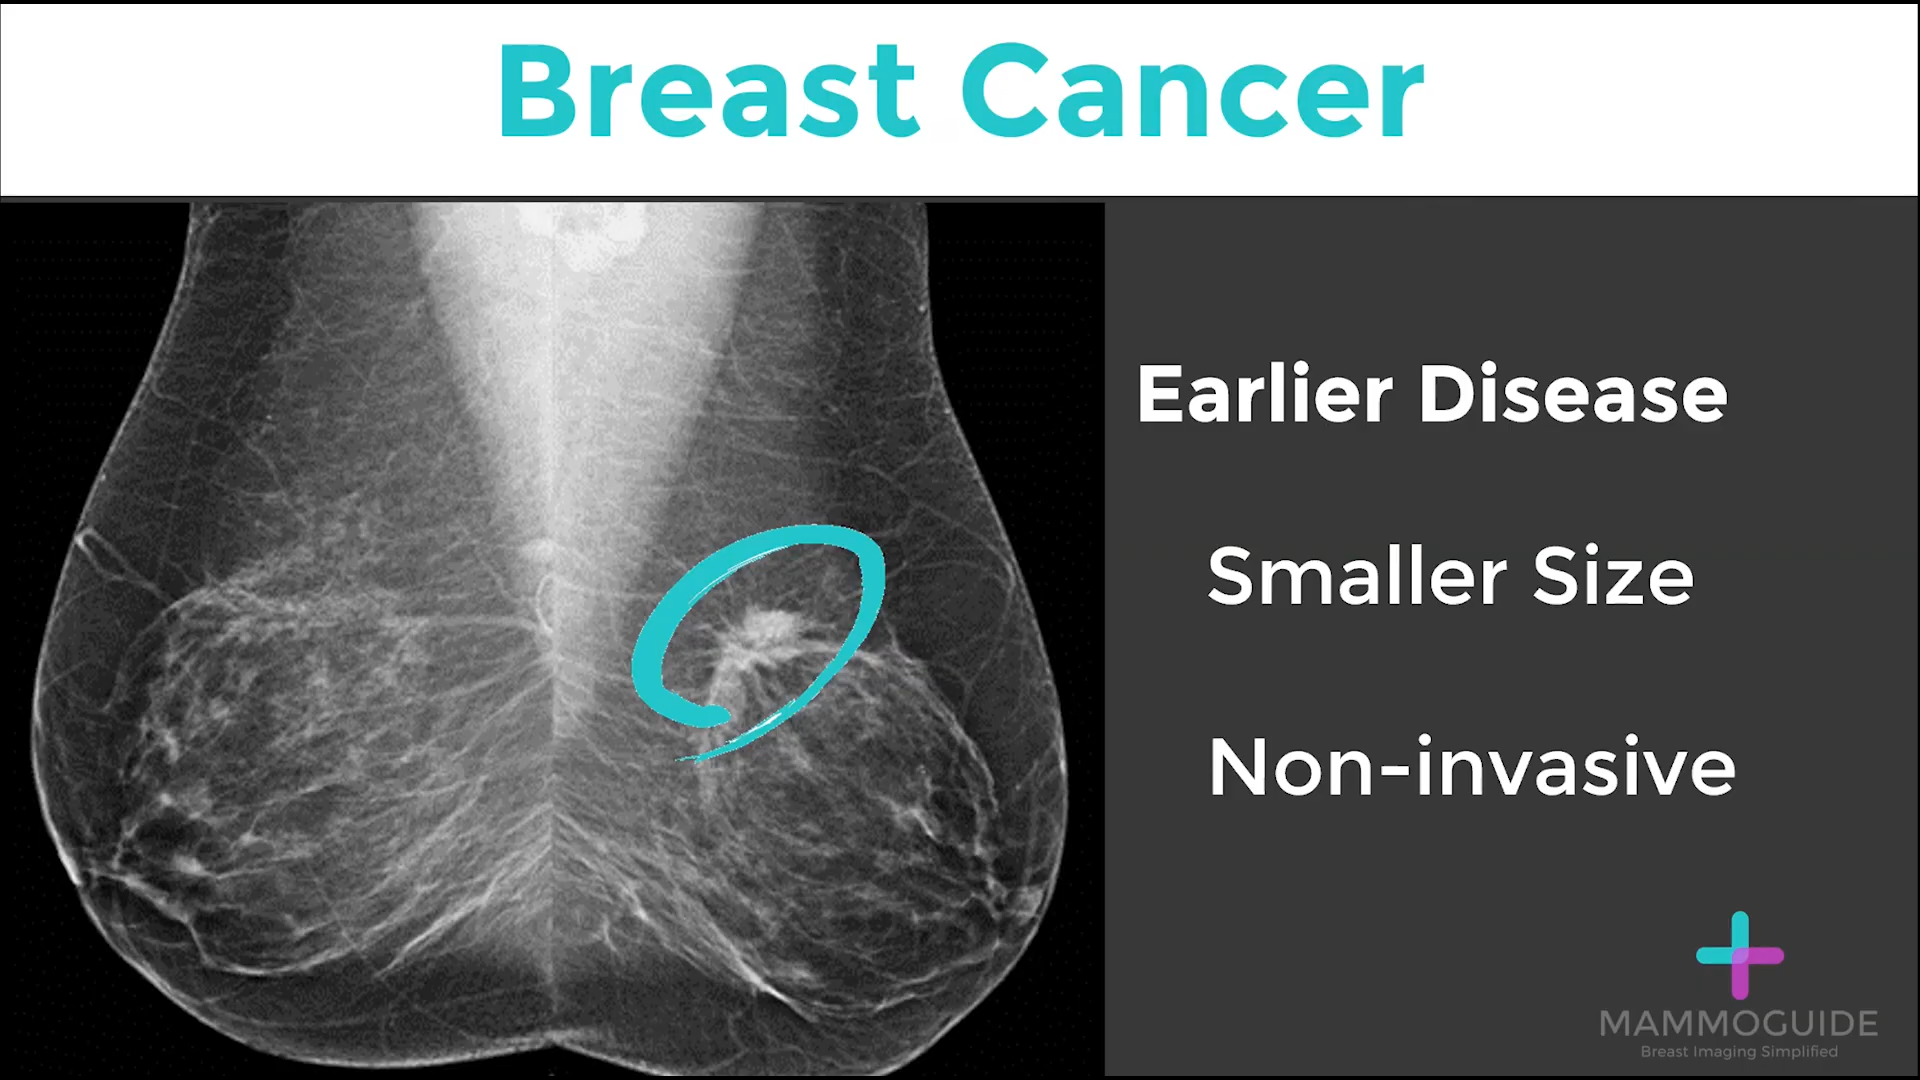 Breast Cancer
Earlier Disease
Smaller Size
Non-invasive
MAMMOGUIDE
Breast Imaging Simplified